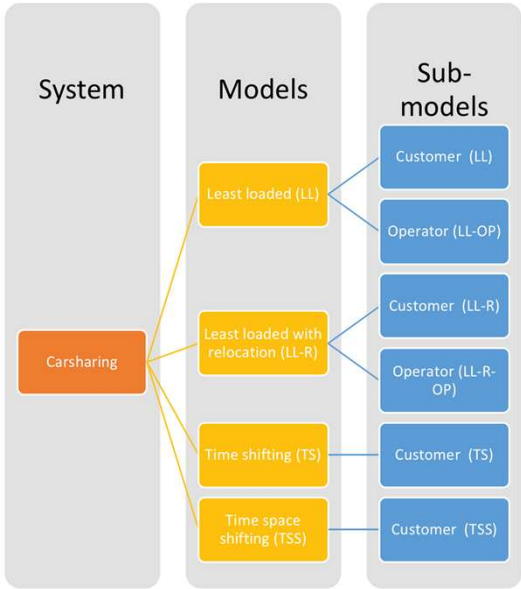 System
Models
Sub-
models
Carsharing
Least loaded (LL)
Least loaded with
relocation (LL-R)
Time shifting (TS)
Time space
shifting (TSS)
Customer (LL)
Operator (LL-OP)
Customer (LL-R)
Operator (LL-R-
OP)
Customer (TS)
Customer (TSS)